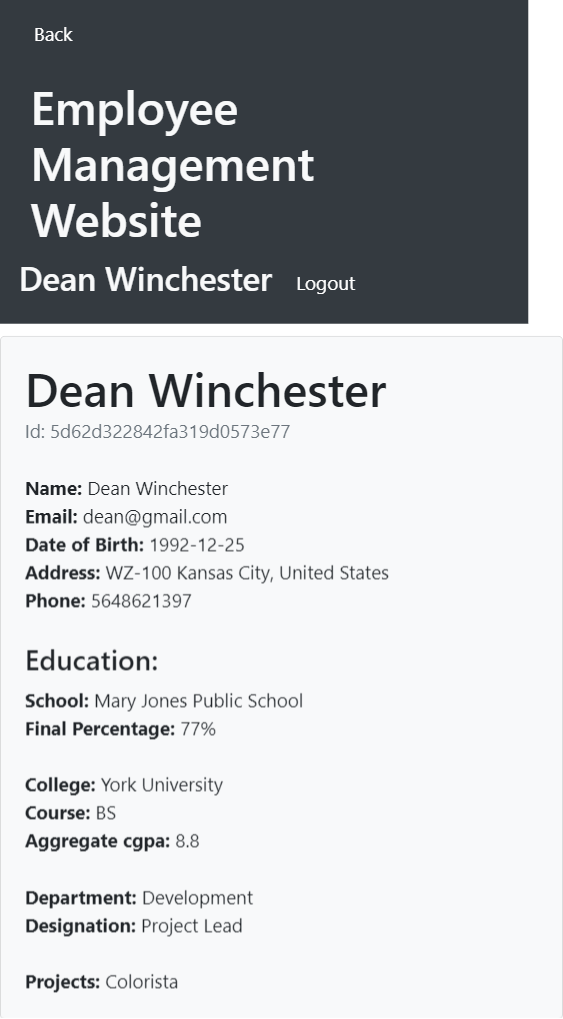 Back
Employee
Management
Website
Dean Winchester Logout
Dean Winchester
Id: 5d62d322842fa319d0573e77
Name: Dean Winchester
Email: dean@gmail.com
Date of Birth: 1992-12-25
Address: WZ-100 Kansas City, United States
Phone: 5648621397
Education:
School: Mary Jones Public School
Final Percentage: 77%
College: York University
Course: BS
Aggregate cgpa: 8.8
Department: Development
Designation: Project Lead
Projects: Colorista